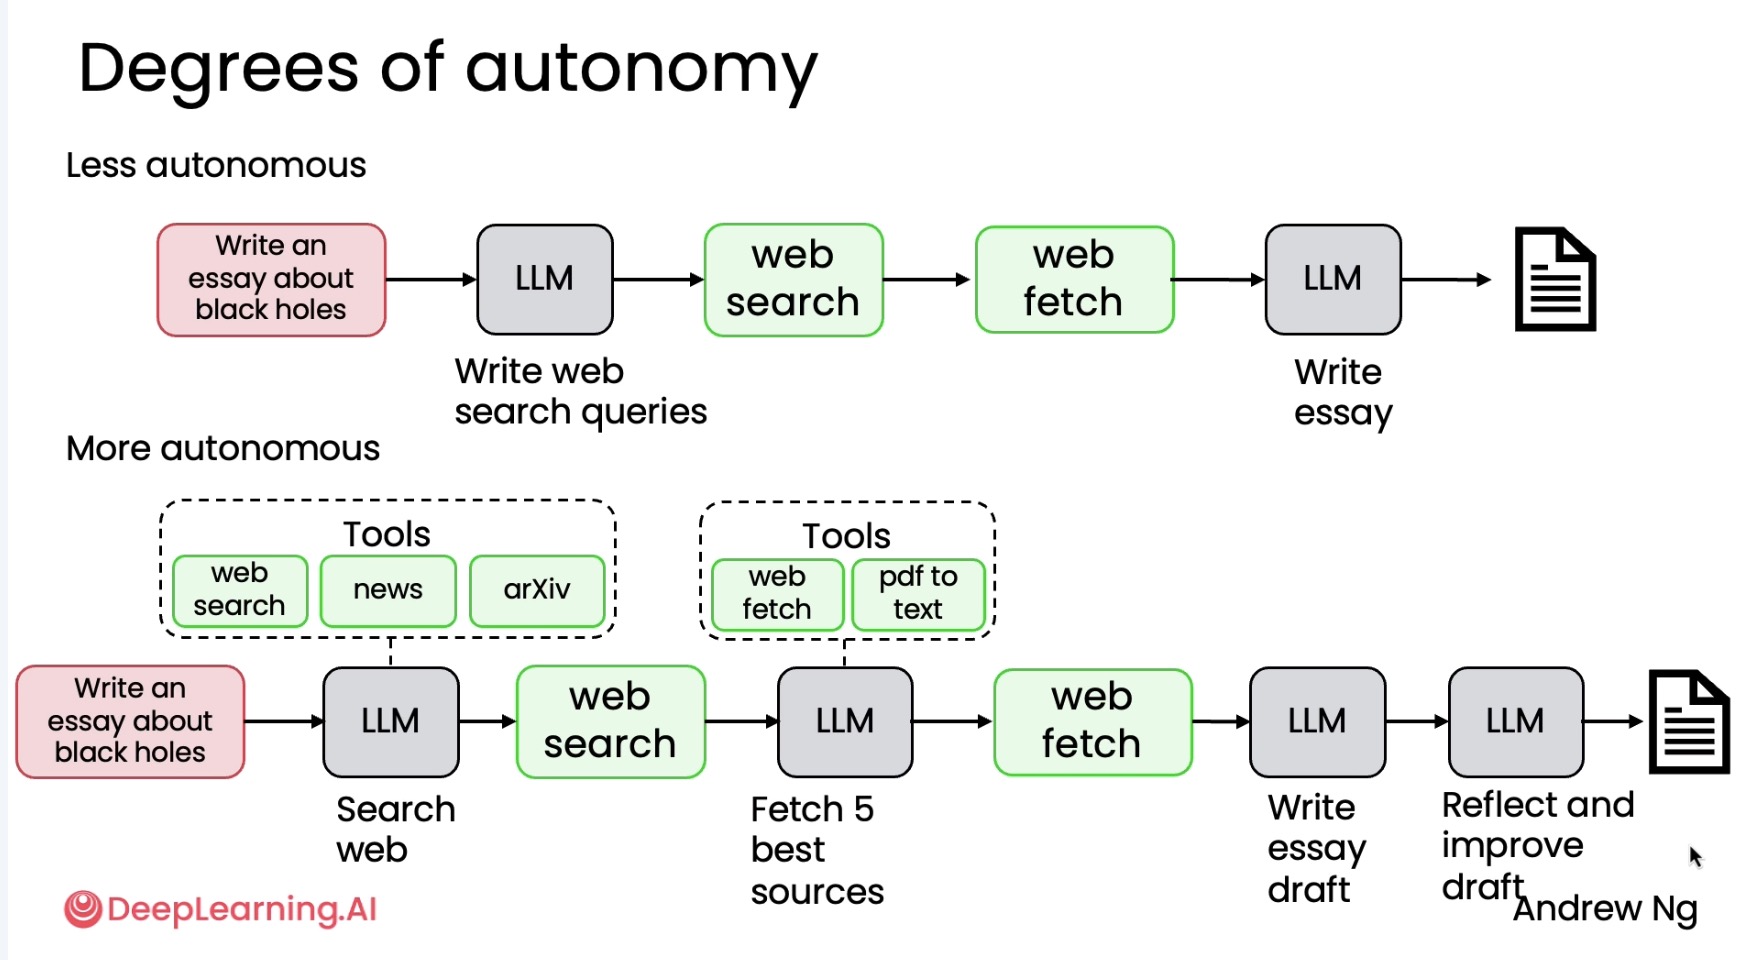 Degrees of autonomy
Less autonomous
Write an
essay about
black holes
LLM
web
search
web
fetch
LLM
Write web
search queries
Write
essay
More autonomous
Tools
web
search
news
arXiv
Tools
web
fetch
pdf to
text
Write an
essay about
black holes
LLM
web
search
LLM
web
fetch
LLM
LLM
Search
web
Fetch 5
best
sources
Write
essay
draft
Reflect and
improve
draft
DeepLearning.AI
Andrew Ng